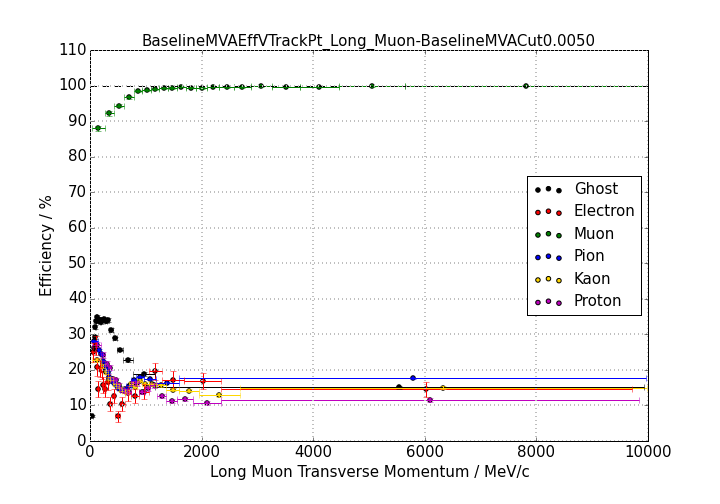 BaselineMVAEffVTrackPt_Long_Muon-BaselineMVACut0.0050
110
100
90
80
70
60
50
40
30
20
10
0
Efficiency / %
Ghost
Electron
Muon
Pion
Kaon
Proton
0 2000 4000 6000 8000 10000
Long Muon Transverse Momentum / MeV/c